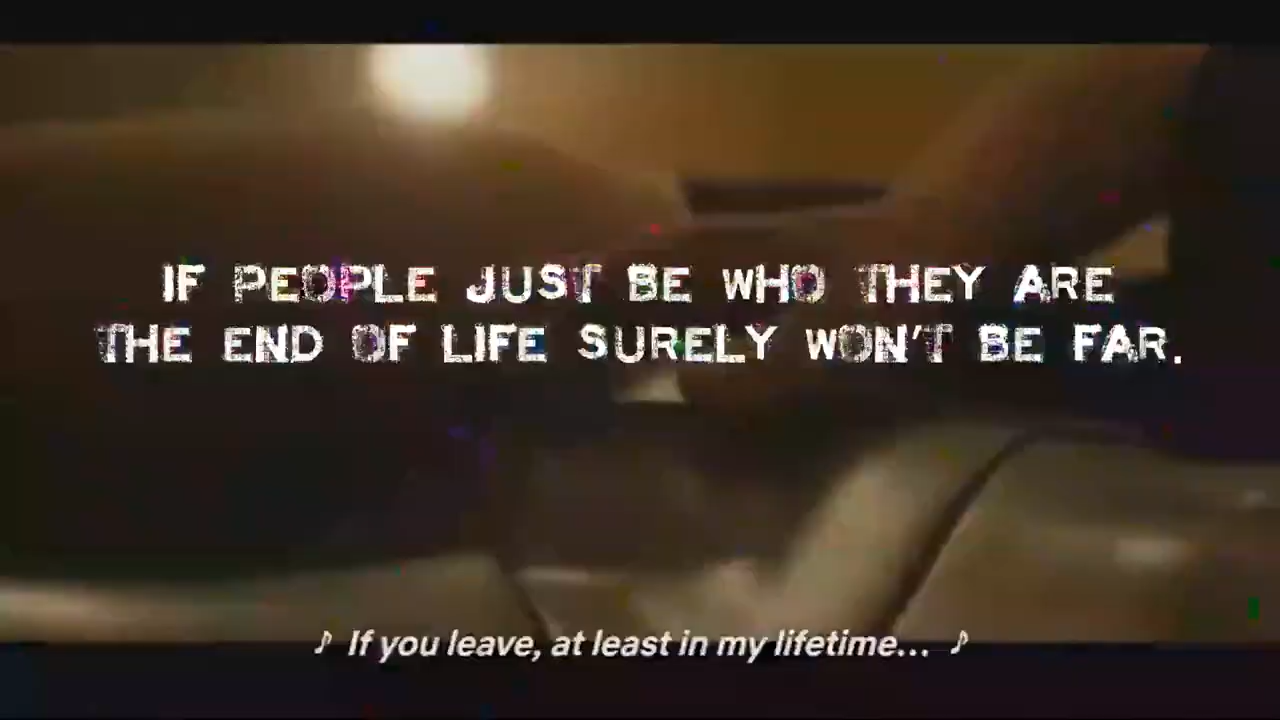 IF PEOPLE JUST BE WHO THEY ARE
THE END OF LIFE SURELY WON'T BE FAR.
♪ If you leave, at least in my lifetime... ♪